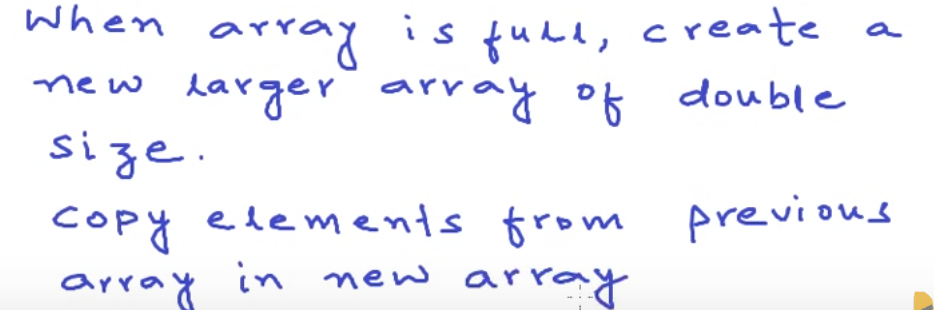 When array is full, create a
new larger array of double
size.
Copy elements from previous
array in new array